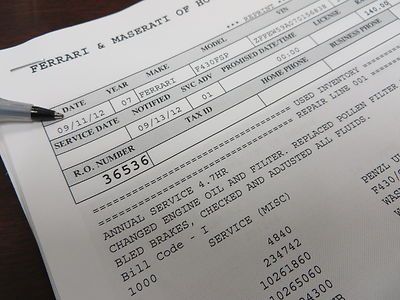 FERRARI & MASERATI OF HO
*** REPRINT ***
DATE YEAR MAKE MODEL VIN LICENSE
09/11/12 07 FERRARI F430FSP 140.00
SERVICE DATE NOTIFIED SVC ADV PROMISED DATE/TIME BUSINESS PHONE
09/13/12 01 00:00
TAX ID HOME PHONE
R.O. NUMBER
36536
USED INVENTORY
REPAIR LINE 001
ANNUAL SERVICE 4.7HR
CHANGED ENGINE OIL AND FILTER. REPLACED POLLEN FILTER
BLED BRAKES, CHECKED AND ADJUSTED ALL FLUIDS.
Bill Code - I SERVICE (MISC)
1000 4840 PENZL
234742 F430/
10261860 WAS
10265060